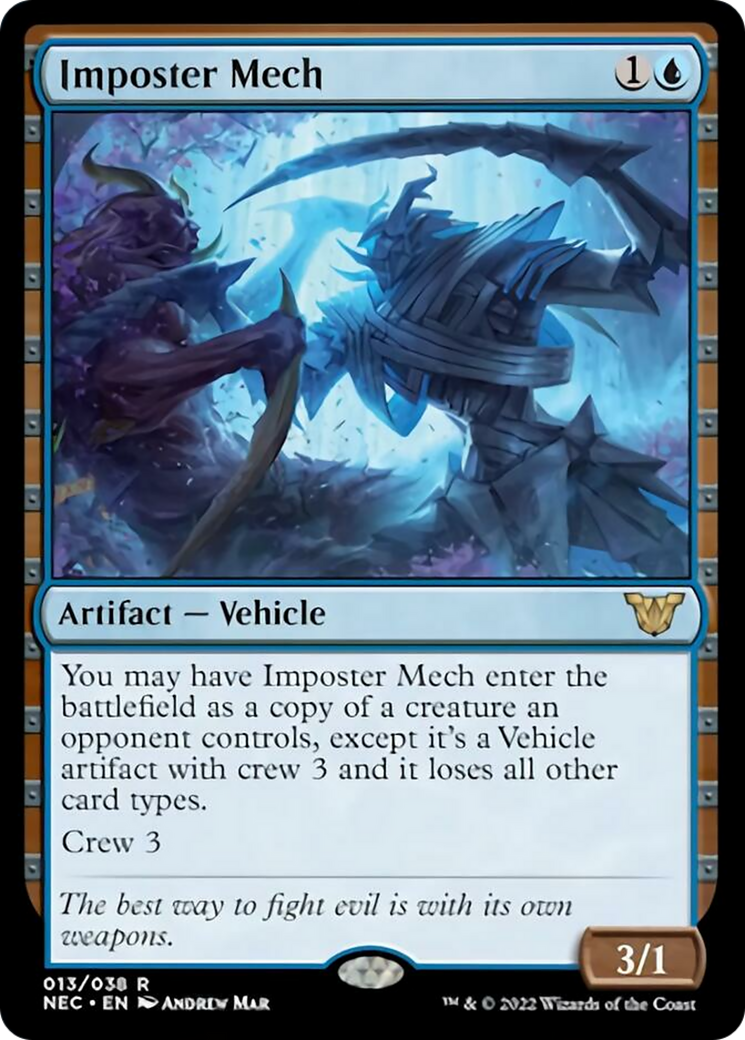 Imposter Mech 1
Artifact — Vehicle
You may have Imposter Mech enter the
battlefield as a copy of a creature an
opponent controls, except it's a Vehicle
artifact with crew 3 and it loses all other
card types.
Crew 3
The best way to fight evil is with its own
weapons.
3/1
013/038 R
NEC • EN Andrew Mar ™ & © 2022 Wizards of the Coast